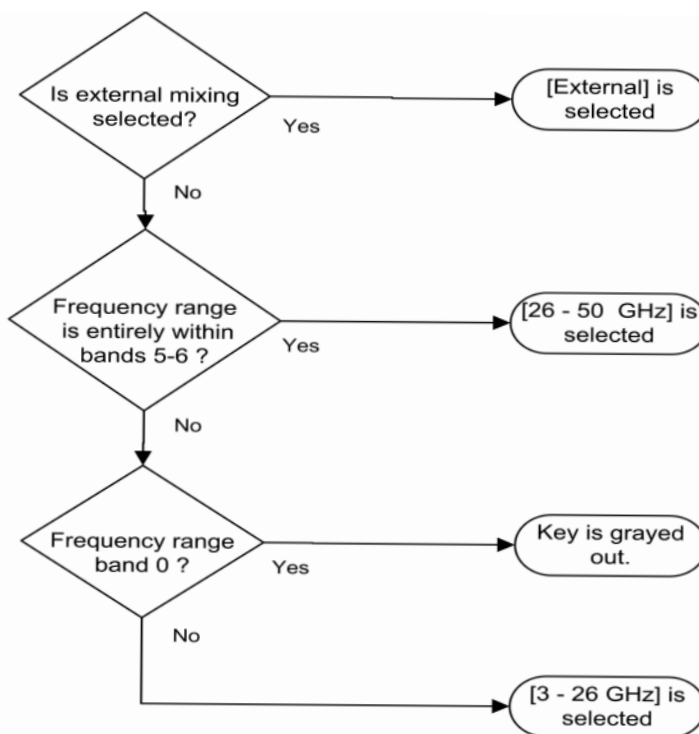 Is external mixing
selected?
Yes
[External] is
selected
No
Frequency range
is entirely within
bands 5-6 ?
Yes
[26 - 50  GHz] is
selected
No
Frequency range
band 0 ?
Yes
Key is grayed
out.
No
[3 - 26 GHz] is
selected